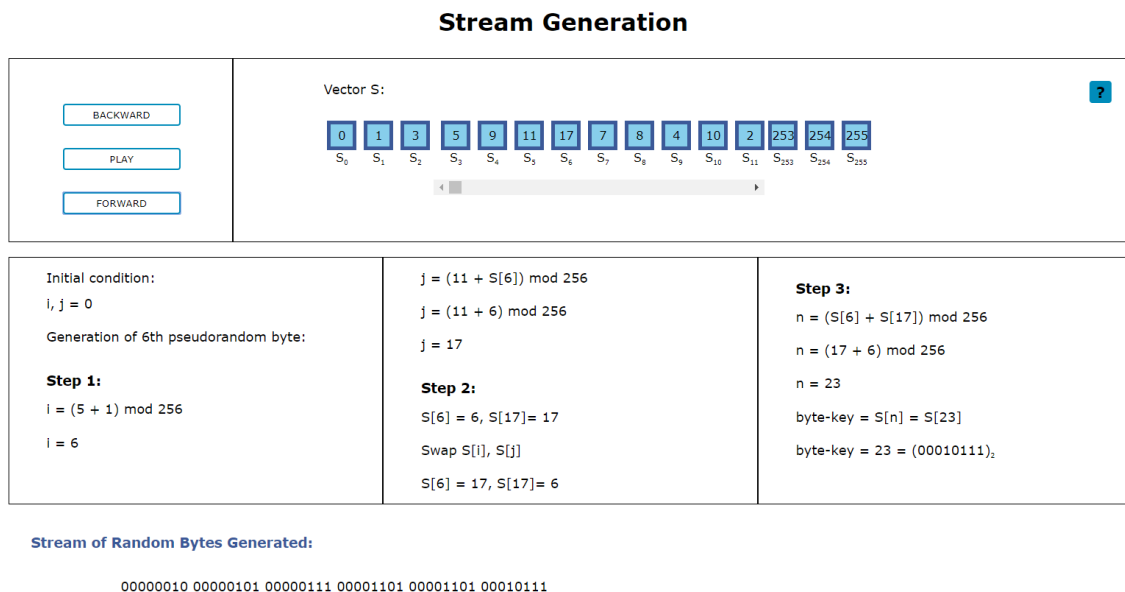 Stream Generation
BACKWARD
PLAY
FORWARD
Vector S:
?
0 1 3 5 9 11 17 7 8 4 10 2 253 254 255
S₀ S₁ S₂ S₃ S₄ S₅ S₆ S₇ S₈ S₉ S₁₀ S₁₁ S₂₅₃ S₂₅₄ S₂₅₅
Initial condition:
i, j = 0
Generation of 6th pseudorandom byte:
Step 1:
i = (5 + 1) mod 256
i = 6
j = (11 + S[6]) mod 256
j = (11 + 6) mod 256
j = 17
Step 2:
S[6] = 6, S[17]= 17
Swap S[i], S[j]
S[6] = 17, S[17]= 6
Step 3:
n = (S[6] + S[17]) mod 256
n = (17 + 6) mod 256
n = 23
byte-key = S[n] = S[23]
byte-key = 23 = (00010111)₂
Stream of Random Bytes Generated:
00000010 00000101 00000111 00001101 00001101 00010111